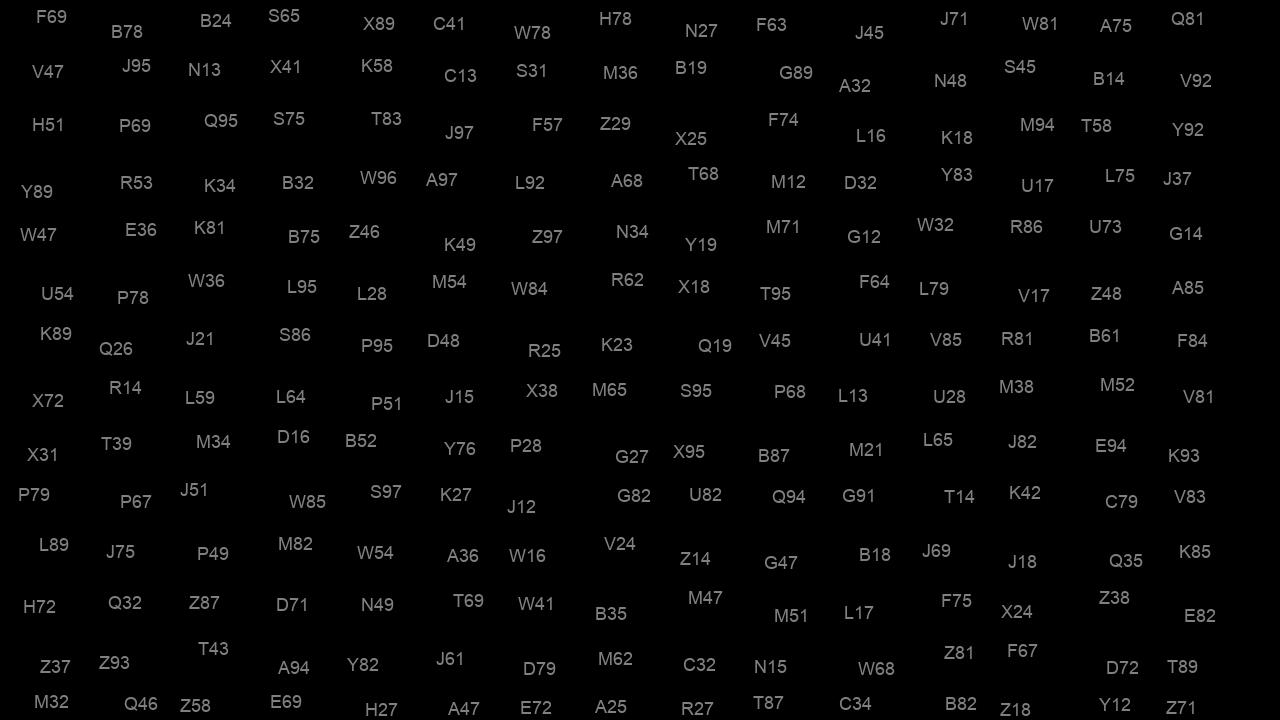 F69 B78 B24 S65 X89 C41 W78 H78 N27 F63 J45 J71 W81 A75 Q81
V47 J95 N13 X41 K58 C13 S31 M36 B19 G89 A32 N48 S45 B14 V92
H51 P69 Q95 S75 T83 J97 F57 Z29 X25 F74 L16 K18 M94 T58 Y92
Y89 R53 K34 B32 W96 A97 L92 A68 T68 M12 D32 Y83 U17 L75 J37
W47 E36 K81 B75 Z46 K49 Z97 N34 Y19 M71 G12 W32 R86 U73 G14
U54 P78 W36 L95 L28 M54 W84 R62 X18 T95 F64 L79 V17 Z48 A85
K89 Q26 J21 S86 P95 D48 R25 K23 Q19 V45 U41 V85 R81 B61 F84
X72 R14 L59 L64 P51 J15 X38 M65 S95 P68 L13 U28 M38 M52 V81
X31 T39 M34 D16 B52 Y76 P28 G27 X95 B87 M21 L65 J82 E94 K93
P79 P67 J51 W85 S97 K27 J12 G82 U82 Q94 G91 T14 K42 C79 V83
L89 J75 P49 M82 W54 A36 W16 V24 Z14 G47 B18 J69 J18 Q35 K85
H72 Q32 Z87 D71 N49 T69 W41 B35 M47 M51 L17 F75 X24 Z38 E82
Z37 Z93 T43 A94 Y82 J61 D79 M62 C32 N15 W68 Z81 F67 D72 T89
M32 Q46 Z58 E69 H27 A47 E72 A25 R27 T87 C34 B82 Z18 Y12 Z71